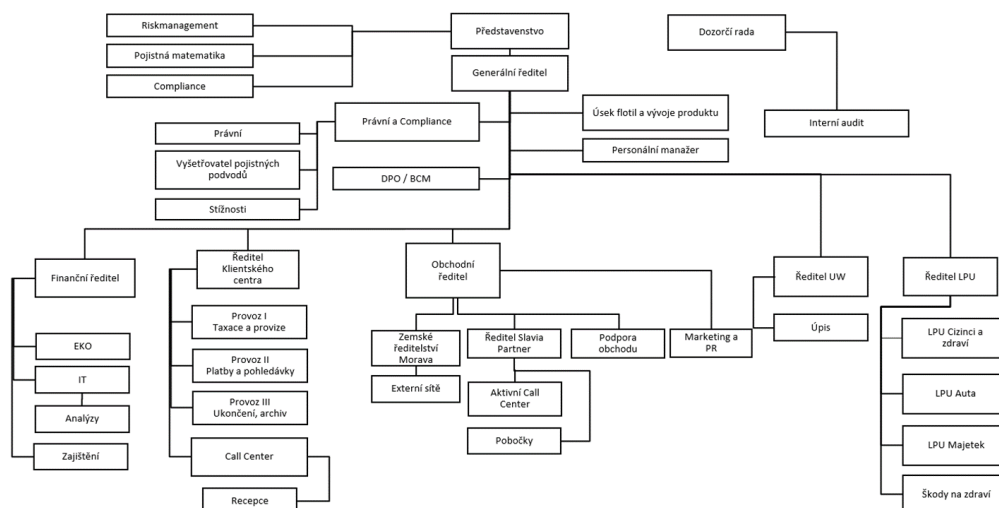 Riskmanagement
Představenstvo
Dozorčí rada
Pojistná matematika
Generální ředitel
Compliance
Právní a Compliance
Úsek flotil a vývoje produktu
Interní audit
Právní
Personální manažer
Vyšetřovatel pojistných
podvodů
DPO / BCM
Stížnosti
Finanční ředitel
Ředitel
Klientského
centra
Obchodní
ředitel
Ředitel UW
Ředitel LPU
Provoz I
Taxace a provize
Zemské
ředitelství
Morava
Ředitel Slavia
Partner
Podpora
obchodu
Marketing a
PR
Úpis
LPU Cizinci a
zdraví
EKO
Provoz II
Platby a pohledávky
IT
Externí sítě
Aktivní Call
Center
LPU Auta
Provoz III
Ukončení, archiv
Analýzy
Pobočky
LPU Majetek
Zajištění
Call Center
Recepce
Škody na zdraví